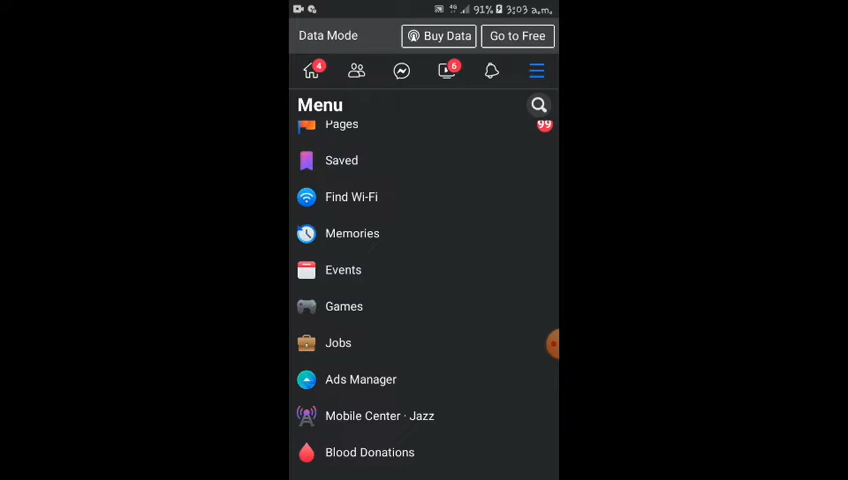 4G 91% 3:03 a.m.
Data Mode Buy Data Go to Free
4 6
Menu
Pages 99
Saved
Find Wi-Fi
Memories
Events
Games
Jobs
Ads Manager
Mobile Center · Jazz
Blood Donations